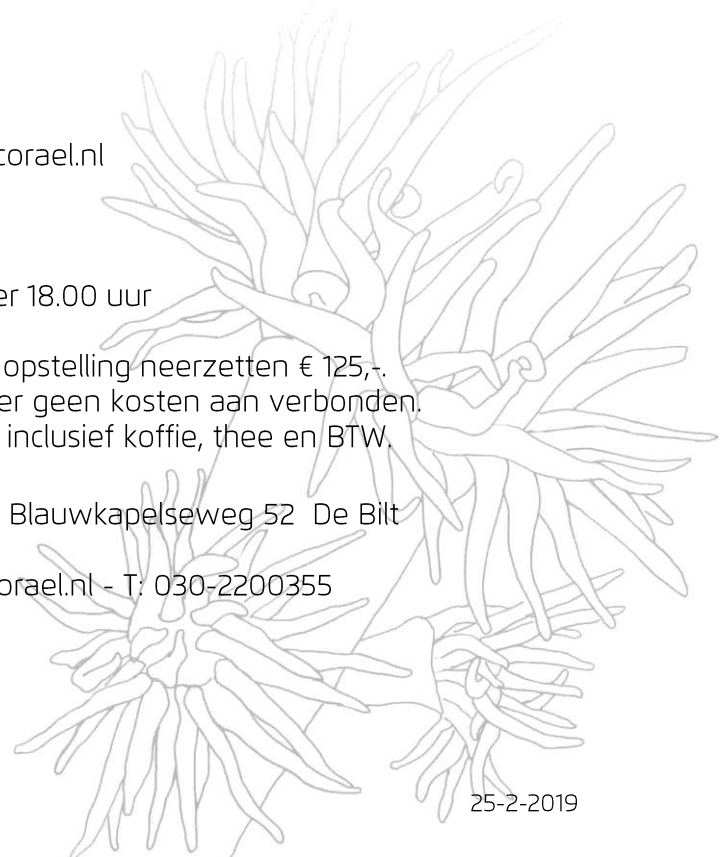 corael.nl
er 18.00 uur
opstelling neerzetten € 125,-.
er geen kosten aan verbonden.
inclusief koffie, thee en BTW.
Blauwkapelseweg 52 De Bilt
orael.nl - T: 030-2200355
25-2-2019